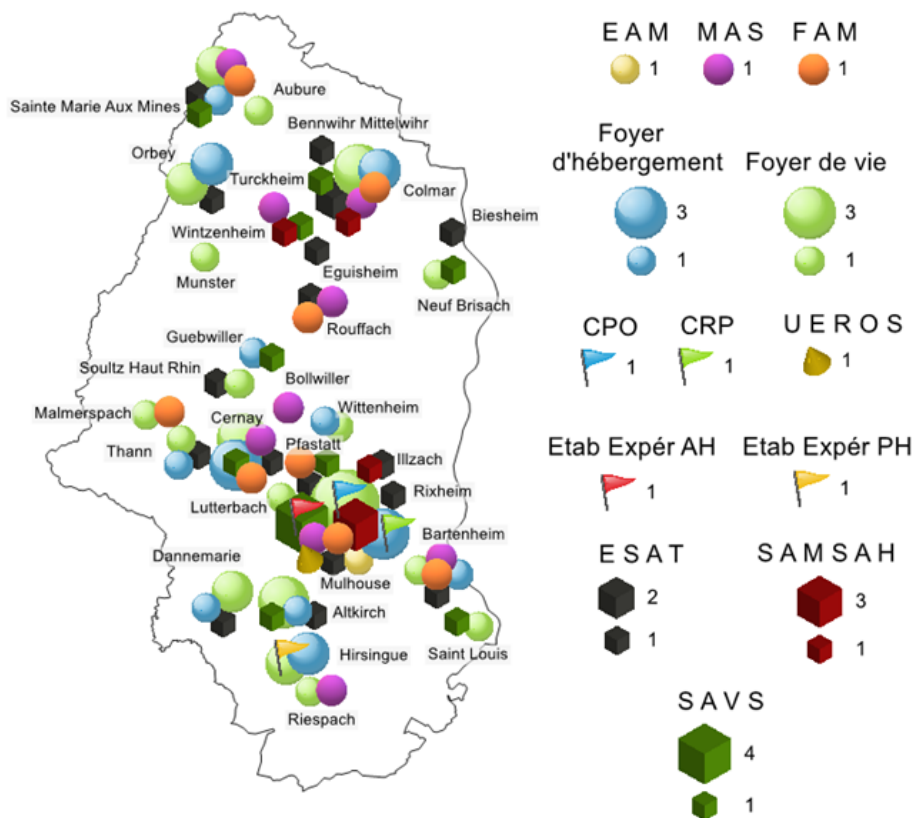 Aubure
Sainte Marie Aux Mines
Bennwihr Mittelwihr
Orbey
Turckheim
Colmar
Biesheim
Wintzenheim
Eguisheim
Munster
Neuf Brisach
Rouffach
Guebwiller
Soultz Haut Rhin
Bollwiller
Malmerspach
Cernay
Wittenheim
Thann
Pfastatt
Illzach
Rixheim
Lutterbach
Bartenheim
Dannemarie
Mulhouse
Altkirch
Saint Louis
Hirsingue
Riespach
E A M
M A S
F A M
1
1
1
Foyer
d'hébergement
Foyer de vie
3
3
1
1
CPO
CRP
U E R O S
1
1
1
Etab Expér AH
Etab Expér PH
1
1
E S A T
S A M S A H
2
3
1
1
S A V S
4
1